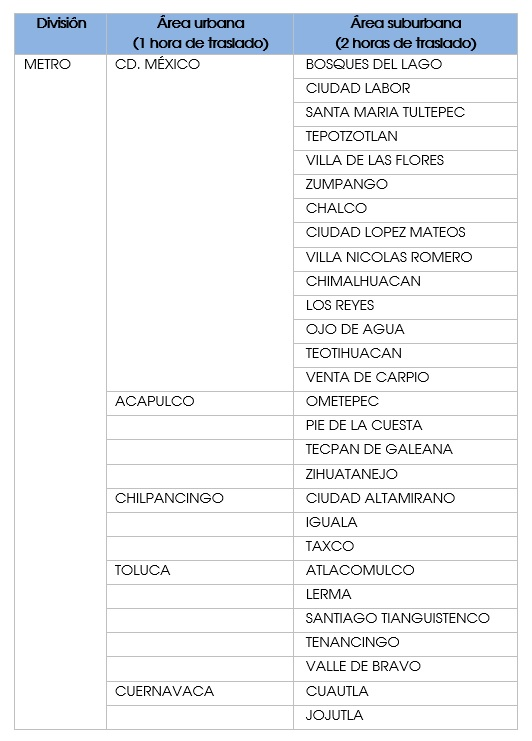 División Área urbana Área suburbana
(1 hora de traslado) (2 horas de traslado)
METRO CD. MÉXICO BOSQUES DEL LAGO
CIUDAD LABOR
SANTA MARIA TULTEPEC
TEPOTZOTLAN
VILLA DE LAS FLORES
ZUMPANGO
CHALCO
CIUDAD LOPEZ MATEOS
VILLA NICOLAS ROMERO
CHIMALHUACAN
LOS REYES
OJO DE AGUA
TEOTIHUACAN
VENTA DE CARPIO
ACAPULCO OMETEPEC
PIE DE LA CUESTA
TECPAN DE GALEANA
ZIHUATANEJO
CHILPANCINGO CIUDAD ALTAMIRANO
IGUALA
TAXCO
TOLUCA ATLACOMULCO
LERMA
SANTIAGO TIANGUISTENCO
TENANCINGO
VALLE DE BRAVO
CUERNAVACA CUAUTLA
JOJUTLA